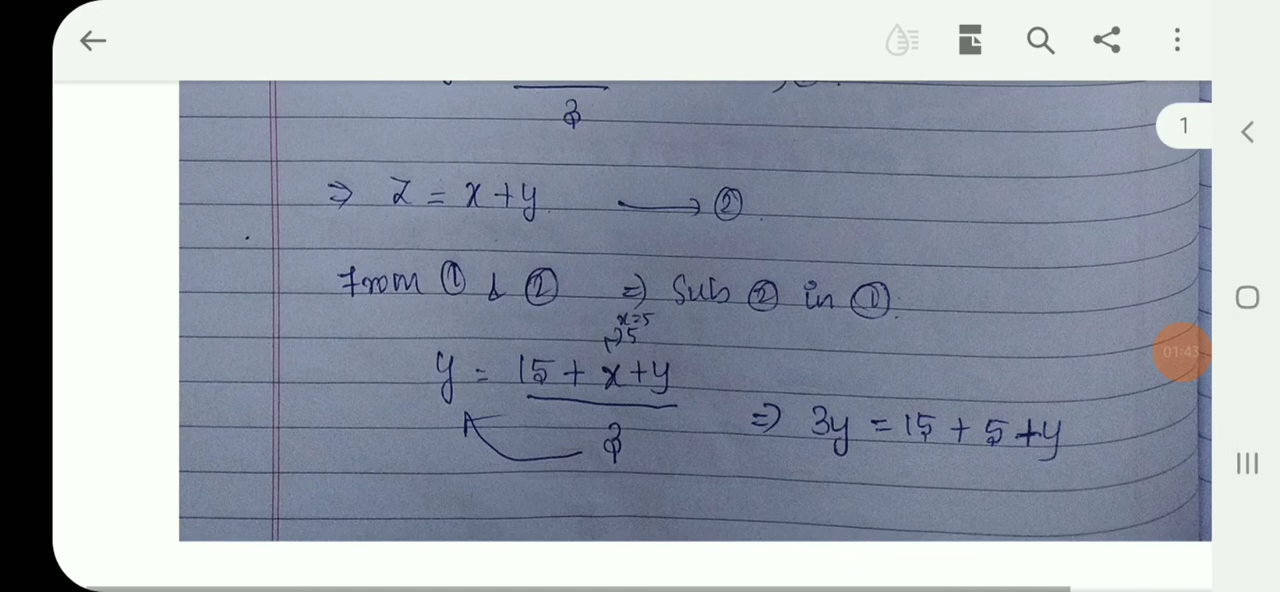 1
3
⇒ Z = x + y. ⟶ ②.
From ① & ② ⇒ Sub ② in ①.
x=5
→5
y = 15 + x + y
3
⇒ 3y = 15 + 5 + y
01:43